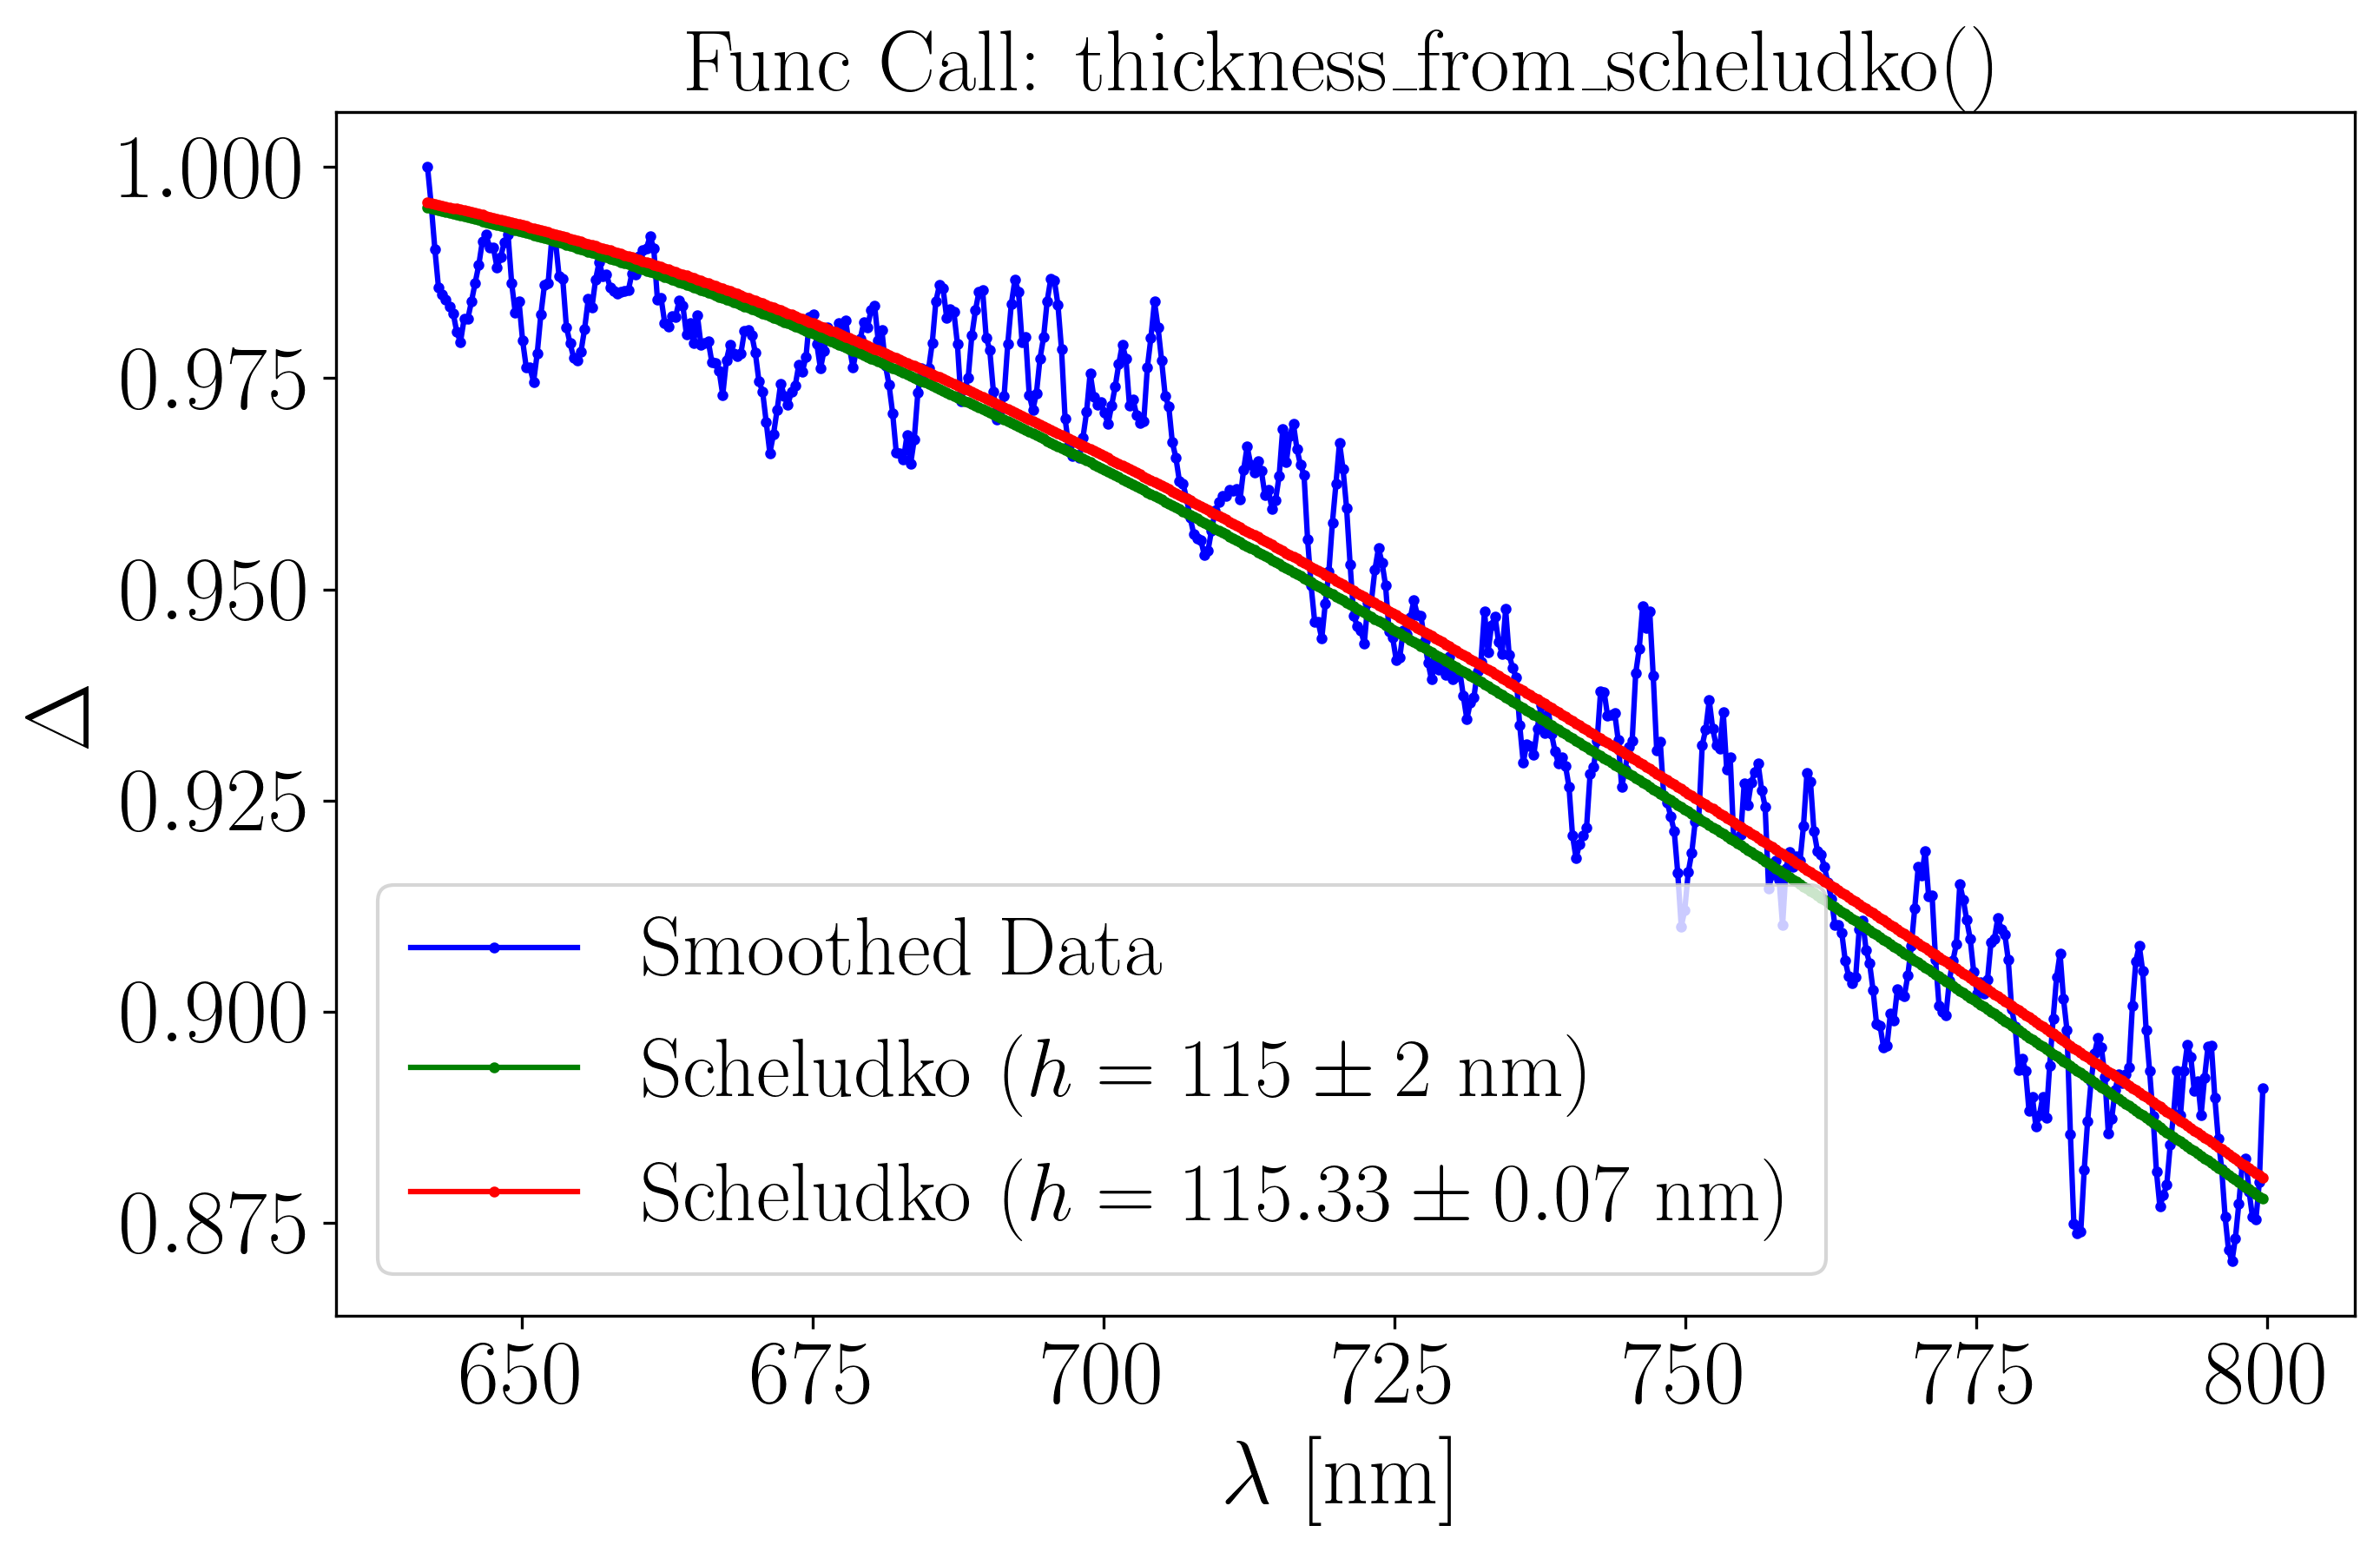 Func Call: thickness_from_scheludko()
1.000
0.975
0.950
0.925
0.900
0.875
Δ
Smoothed Data
Scheludko (h = 115 ± 2 nm)
Scheludko (h = 115.33 ± 0.07 nm)
650 675 700 725 750 775 800
λ [nm]